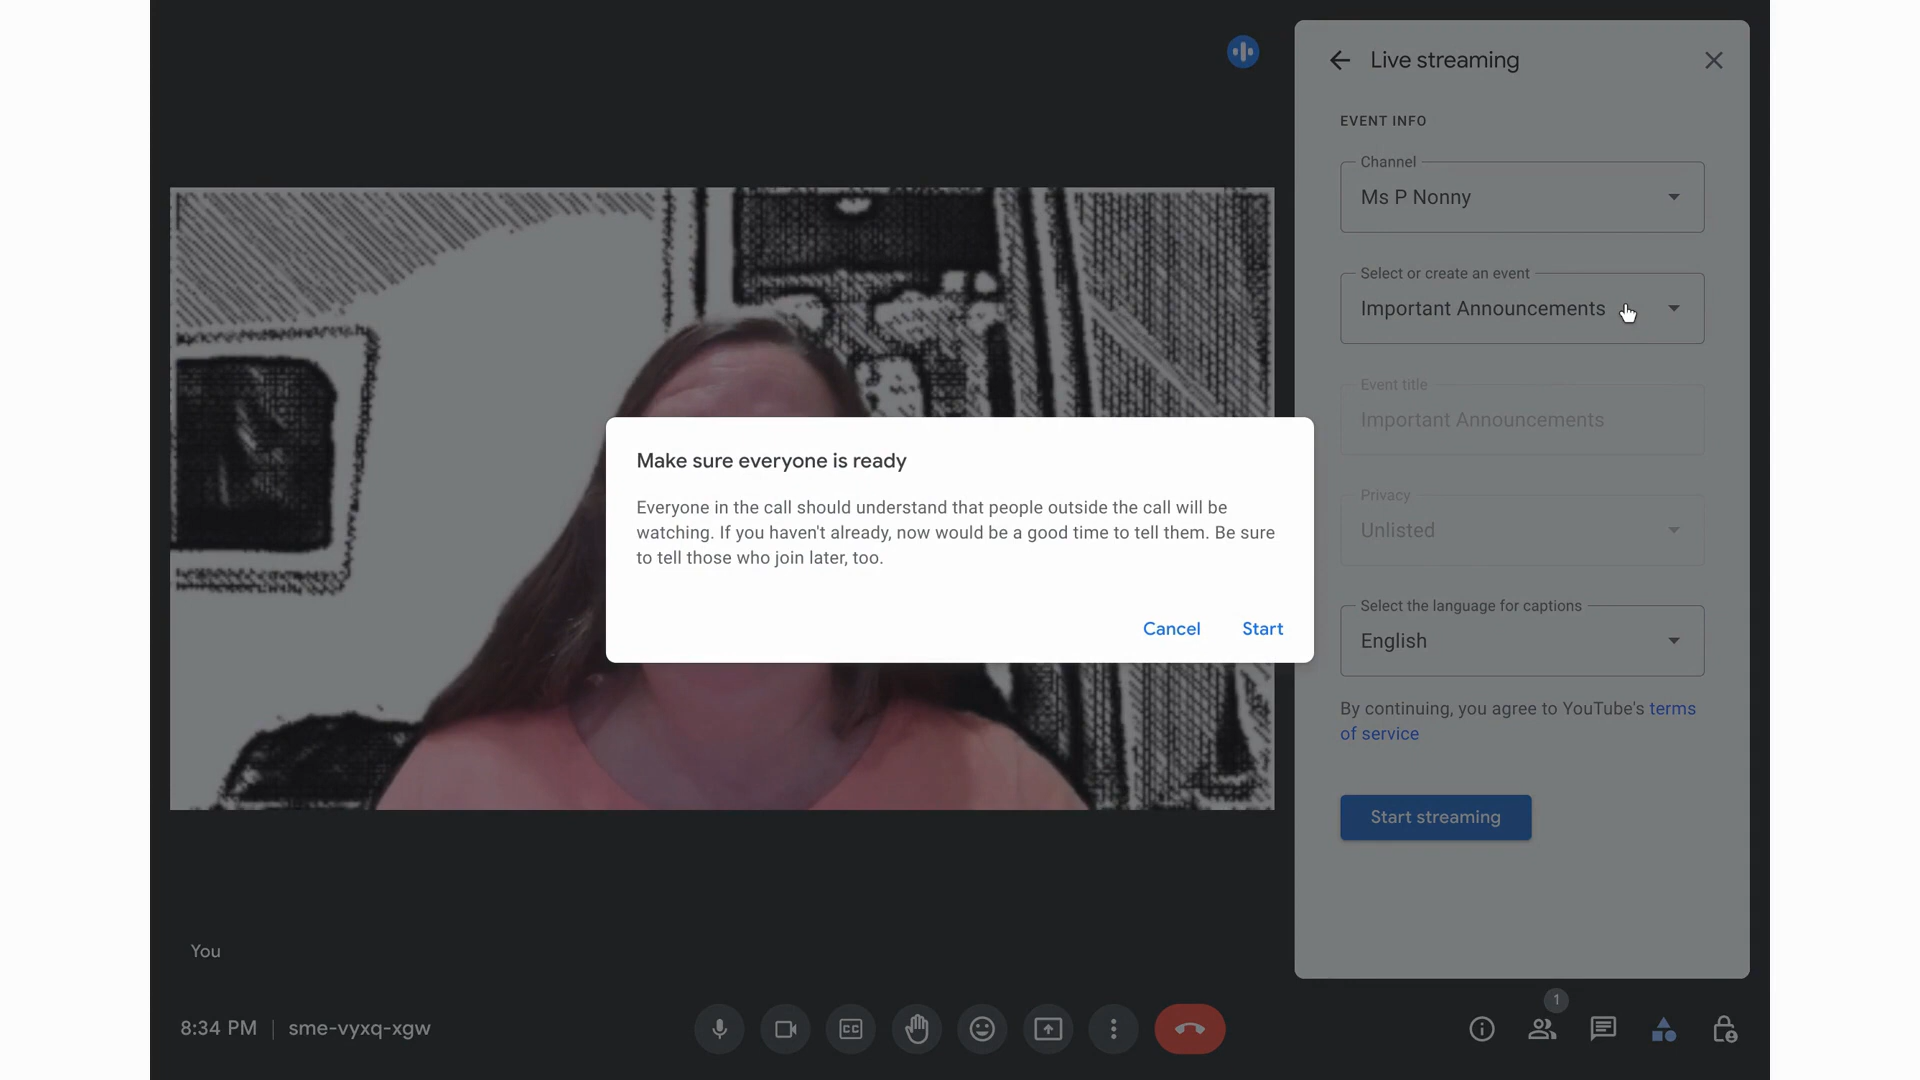 Live streaming
EVENT INFO
Channel
Ms P Nonny
Select or create an event
Important Announcements
Event title
Important Announcements
Privacy
Unlisted
Select the language for captions
English
By continuing, you agree to YouTube's terms
of service
Start streaming
Make sure everyone is ready
Everyone in the call should understand that people outside the call will be
watching. If you haven't already, now would be a good time to tell them. Be sure
to tell those who join later, too.
Cancel
Start
You
8:34 PM | sme-vyxq-xgw
CC
1